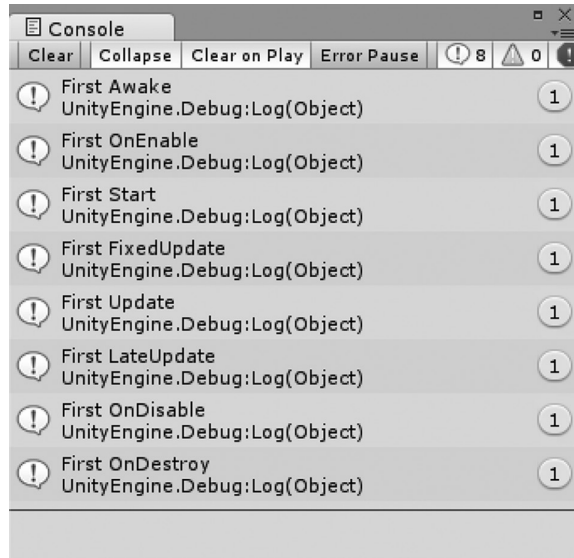 Console
Clear Collapse Clear on Play Error Pause 8 0
First Awake
UnityEngine.Debug:Log(Object) 1
First OnEnable
UnityEngine.Debug:Log(Object) 1
First Start
UnityEngine.Debug:Log(Object) 1
First FixedUpdate
UnityEngine.Debug:Log(Object) 1
First Update
UnityEngine.Debug:Log(Object) 1
First LateUpdate
UnityEngine.Debug:Log(Object) 1
First OnDisable
UnityEngine.Debug:Log(Object) 1
First OnDestroy
UnityEngine.Debug:Log(Object) 1